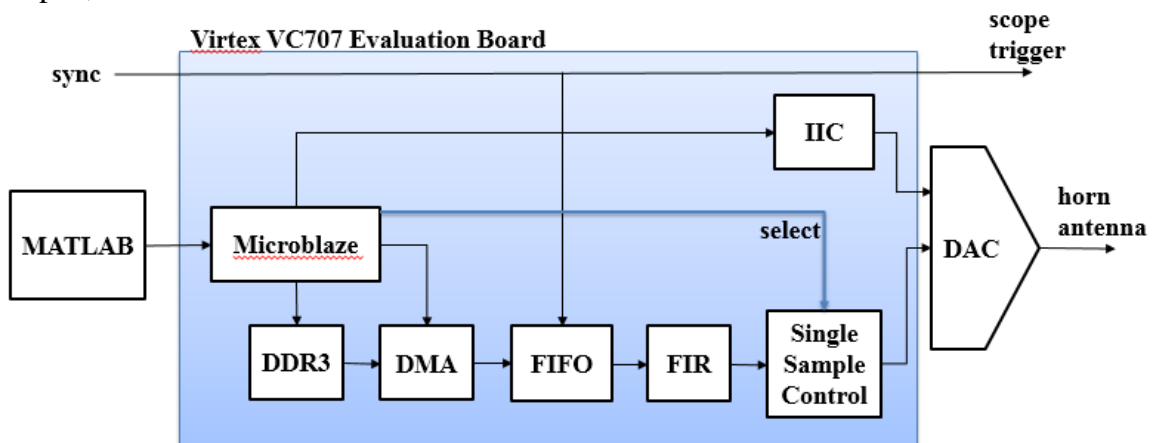 scope
trigger
Virtex VC707 Evaluation Board
sync
IIC
horn
antenna
MATLAB
Microblaze
select
DAC
DDR3
DMA
FIFO
FIR
Single
Sample
Control